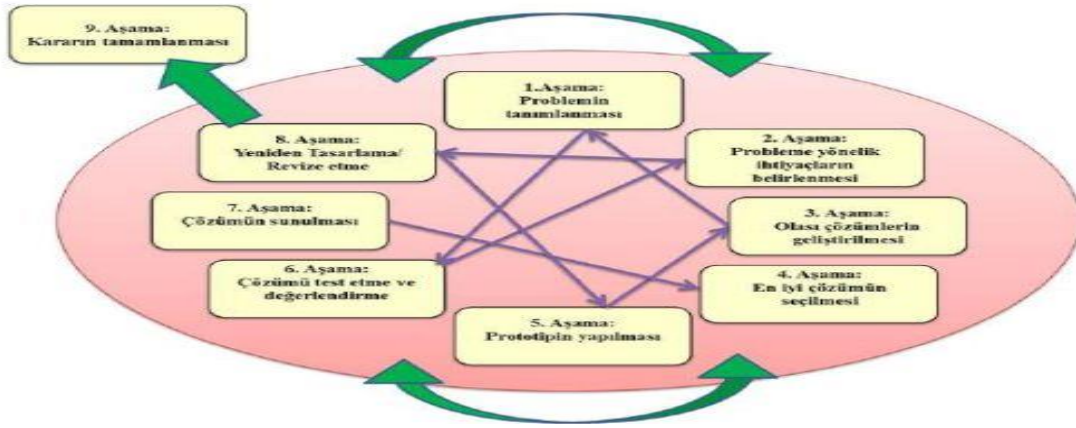 9. Aşama:
Kararın tamamlanması
1.Aşama:
Problemin
tanımlanması
2. Aşama:
Probleme yönelik
ihtiyaçların
belirlenmesi
3. Aşama:
Olası çözümlerin
geliştirilmesi
4. Aşama:
En iyi çözümün
seçilmesi
5. Aşama:
Prototipin yapılması
6. Aşama:
Çözümü test etme ve
değerlendirme
7. Aşama:
Çözümün sunulması
8. Aşama:
Yeniden Tasarlama/
Revize etme